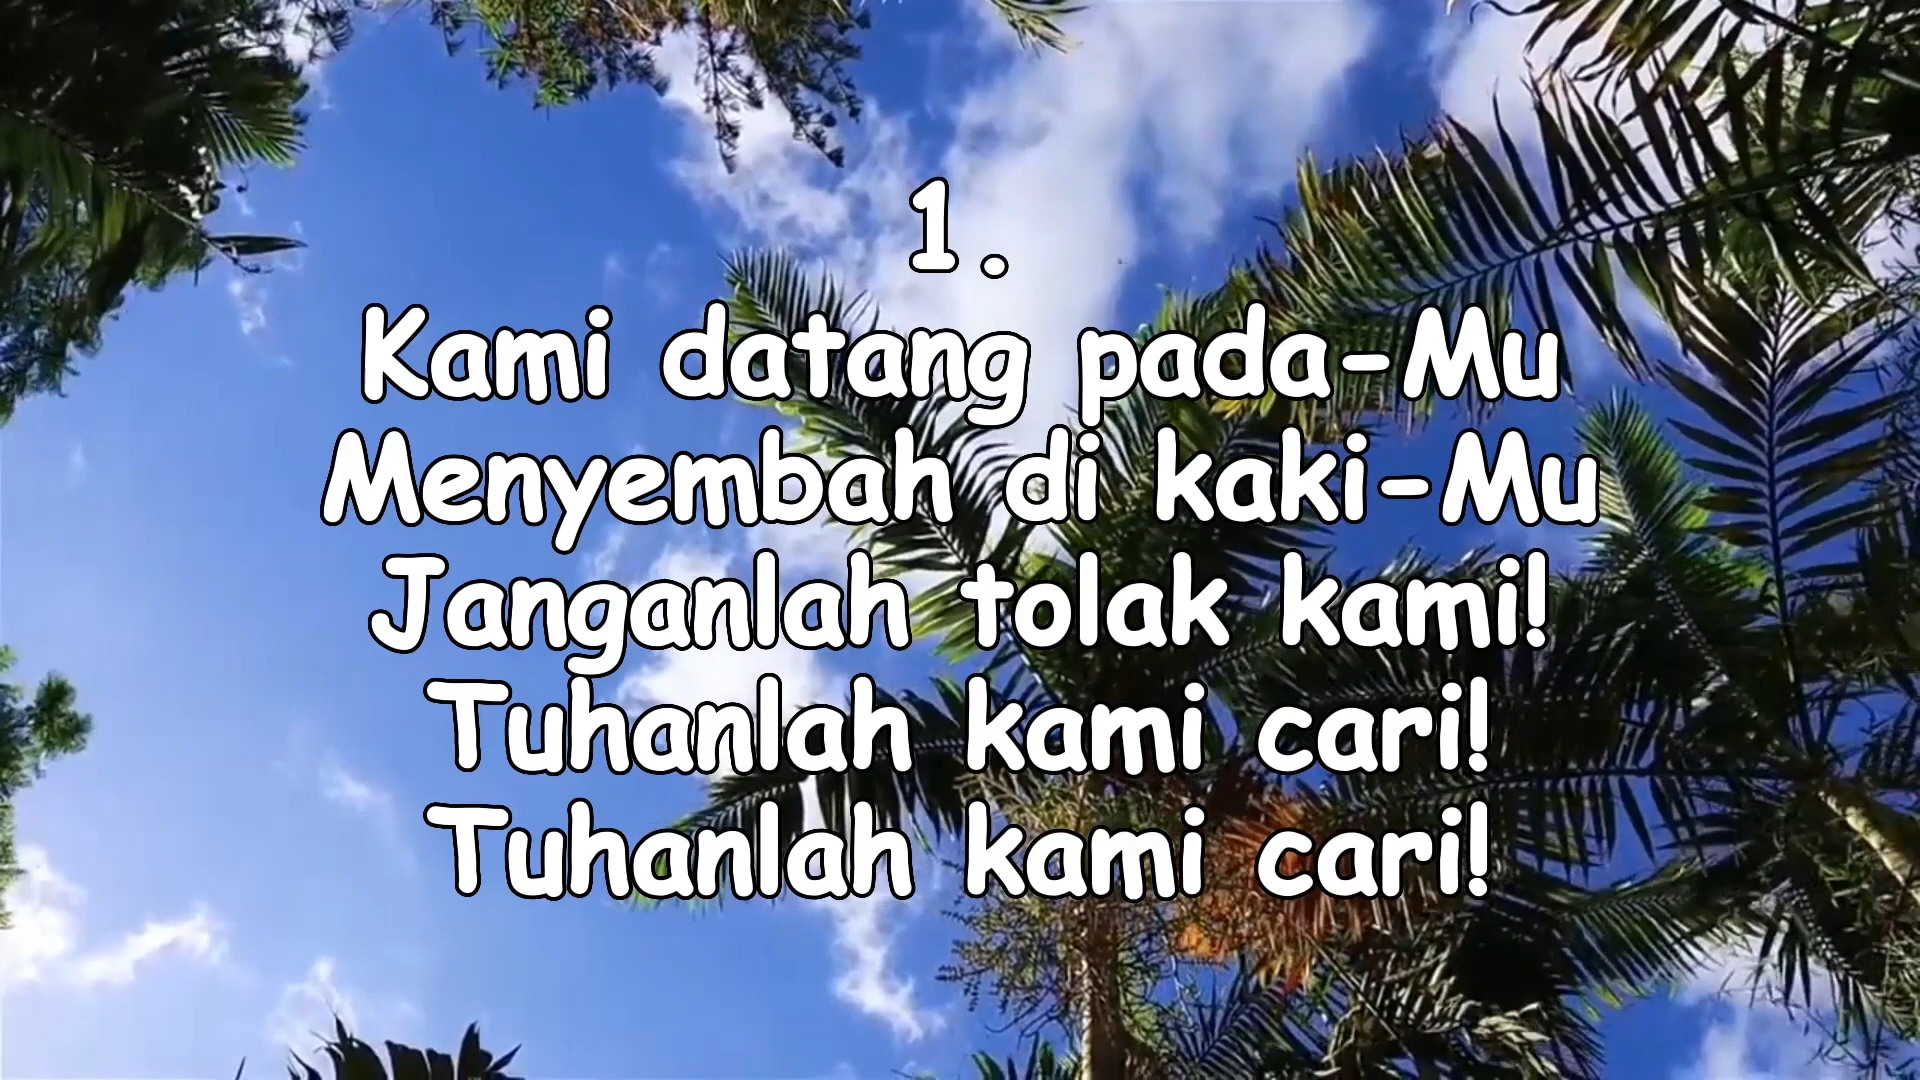 1.
Kami datang pada-Mu
Menyembah di kaki-Mu
Janganlah tolak kami!
Tuhanlah kami cari!
Tuhanlah kami cari!